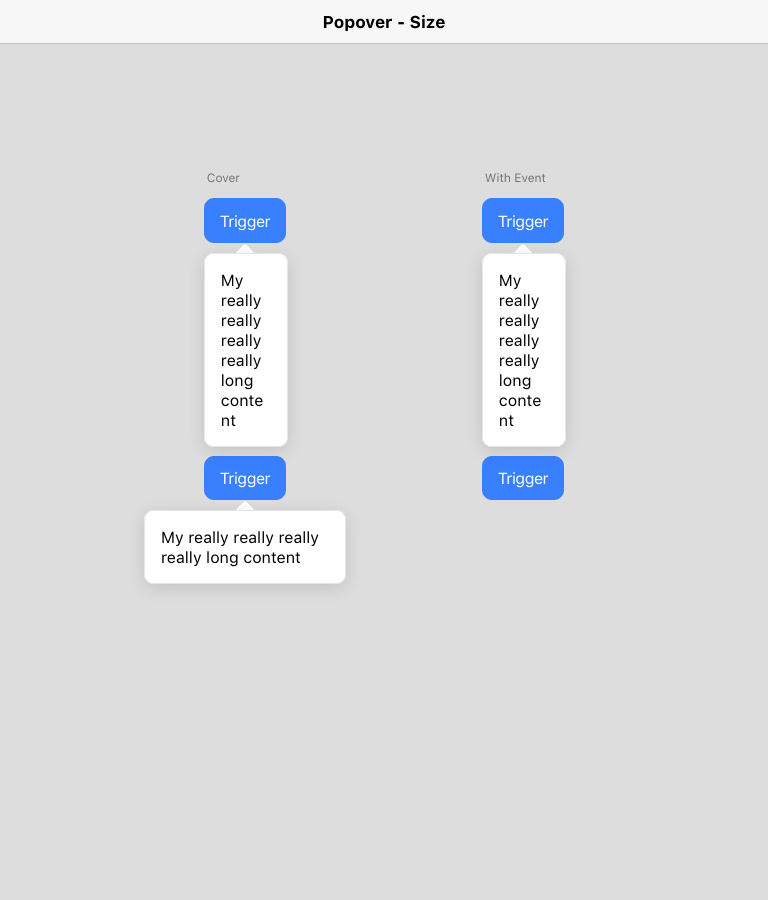 Popover - Size
Cover
Trigger
My
really
really
really
really
long
conte
nt
Trigger
My really really really
really long content
With Event
Trigger
My
really
really
really
really
long
conte
nt
Trigger